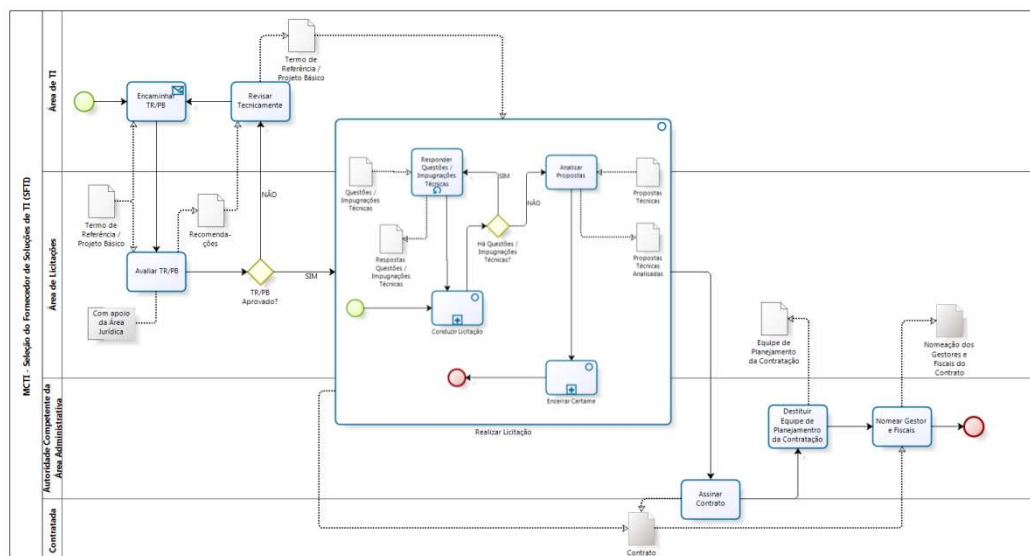 MCTI - Seleção do Fornecedor de Soluções de TI (SFTI)
Área de TI
Encaminhar
TR/PB
Revisar
Tecnicamente
Termo de
Referência /
Projeto Básico
Área de Licitações
Termo de
Referência /
Projeto Básico
Recomenda-
ções
NÃO
Avaliar TR/PB
TR/PB
Aprovado?
SIM
Com apoio
da Área
Jurídica
Questões /
Impugnações
Técnicas
Responder
Questões /
Impugnações
Técnicas
SIM
NÃO
Analisar
Propostas
Propostas
Técnicas
Respostas
Questões /
Impugnações
Técnicas
Há Questões /
Impugnações
Técnicas?
Propostas
Técnicas
Analisadas
Conduzir Licitação
Encerrar Certame
Realizar Licitação
Equipe de
Planejamento
da Contratação
Nomeação dos
Gestores e
Fiscais do
Contrato
Autoridade Competente da
Área Administrativa
Destituir
Equipe de
Planejamento
da Contratação
Nomear Gestor
e Fiscais
Assinar
Contrato
Contratada
Contrato